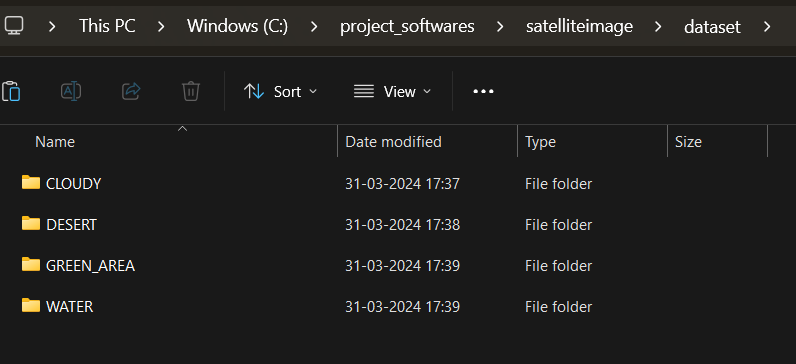 This PC > Windows (C:) > project_softwares > satelliteimage > dataset >
Sort View ...
Name Date modified Type Size
CLOUDY 31-03-2024 17:37 File folder
DESERT 31-03-2024 17:38 File folder
GREEN_AREA 31-03-2024 17:39 File folder
WATER 31-03-2024 17:39 File folder